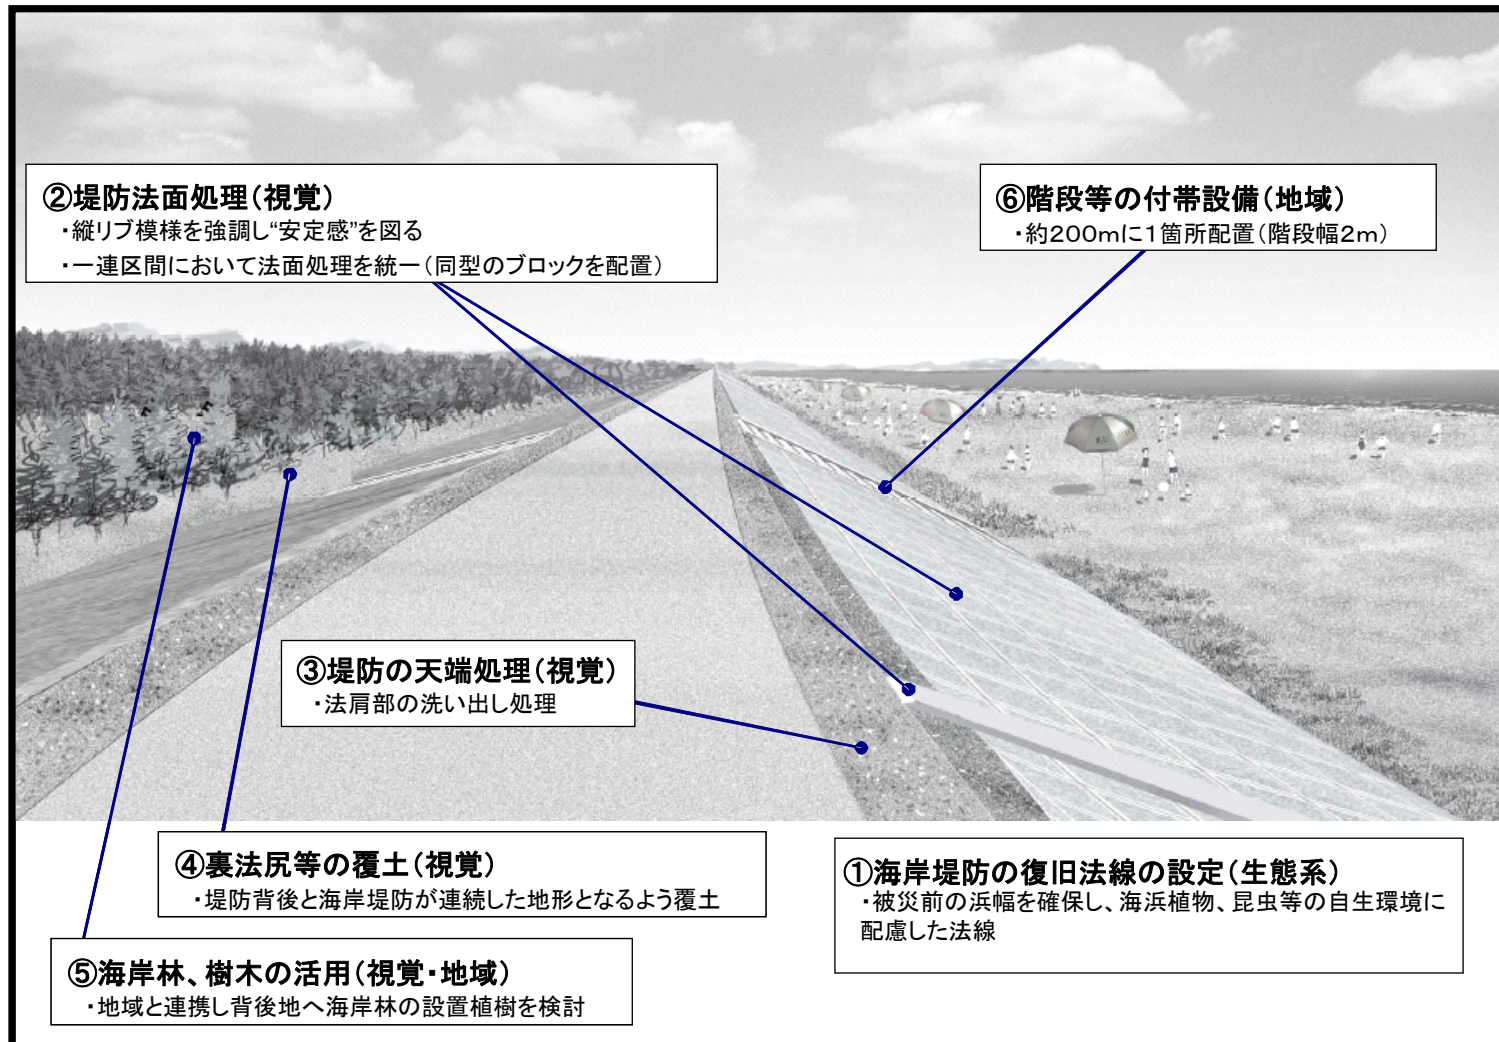 ②堤防法面処理(視覚)
・縦リブ模様を強調し“安定感”を図る
・一連区間において法面処理を統一(同型のブロックを配置)
⑥階段等の付帯設備(地域)
・約200mに1箇所配置(階段幅2m)
③堤防の天端処理(視覚)
・法肩部の洗い出し処理
④裏法尻等の覆土(視覚)
・堤防背後と海岸堤防が連続した地形となるよう覆土
①海岸堤防の復旧法線の設定(生態系)
・被災前の浜幅を確保し、海浜植物、昆虫等の自生環境に
配慮した法線
⑤海岸林、樹木の活用(視覚・地域)
・地域と連携し背後地へ海岸林の設置植樹を検討